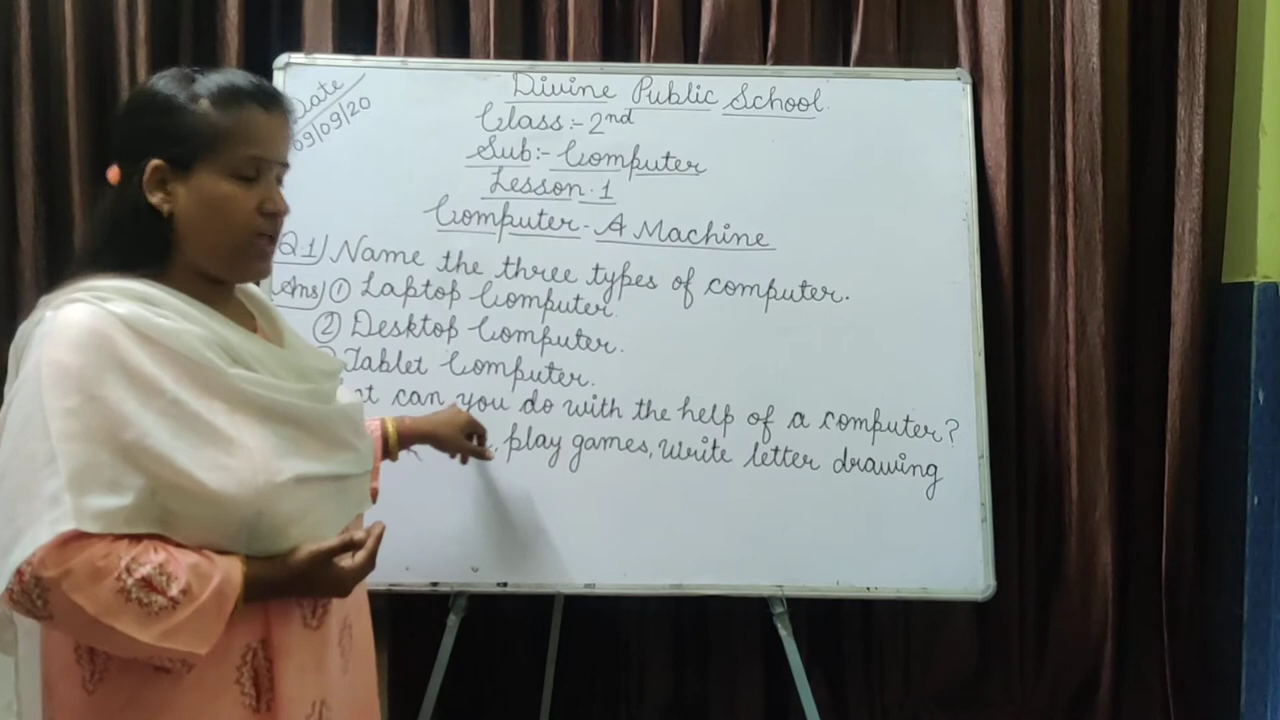 Date
09/09/20
Divine Public School
Class:- 2nd
Sub:- Computer
Lesson. 1
Computer - A Machine
Q1) Name the three types of computer.
Ans) ① Laptop Computer.
② Desktop Computer.
Tablet Computer.
can you do with the help of a computer?
play games, write letter drawing